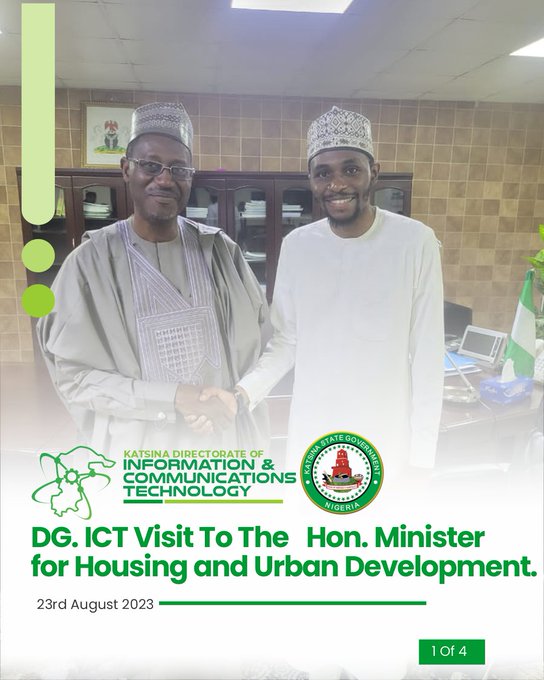 KATSINA DIRECTORATE OF
INFORMATION &
COMMUNICATIONS
TECHNOLOGY
KATSINA STATE GOVERNMENT
NIGERIA
DG. ICT Visit To The Hon. Minister
for Housing and Urban Development.
23rd August 2023
1 Of 4